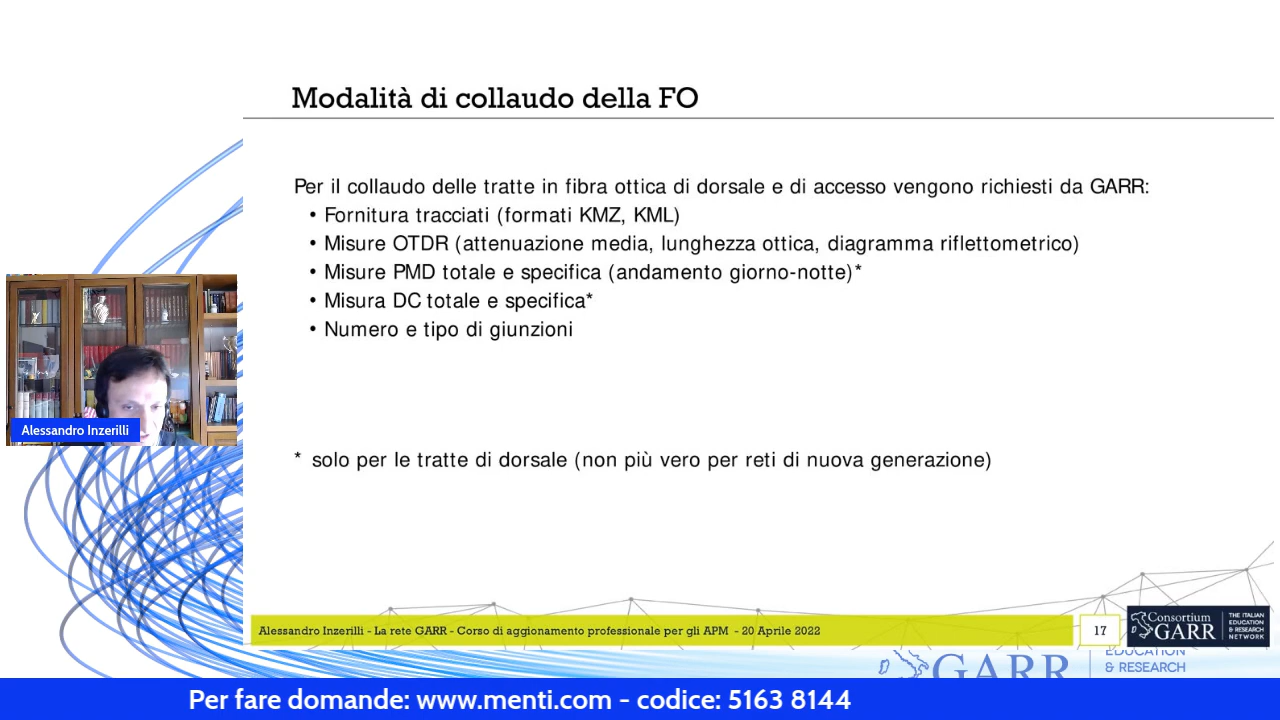 Modalità di collaudo della FO
Per il collaudo delle tratte in fibra ottica di dorsale e di accesso vengono richiesti da GARR:
• Fornitura tracciati (formati KMZ, KML)
• Misure OTDR (attenuazione media, lunghezza ottica, diagramma riflettometrico)
• Misure PMD totale e specifica (andamento giorno-notte)*
• Misura DC totale e specifica*
• Numero e tipo di giunzioni
Alessandro Inzerilli
* solo per le tratte di dorsale (non più vero per reti di nuova generazione)
Alessandro Inzerilli - La rete GARR - Corso di aggionamento professionale per gli APM - 20 Aprile 2022
17
Consortium
GARR
THE ITALIAN
EDUCATION
& RESEARCH
NETWORK
GARR
EDUCATION
& RESEARCH
Per fare domande: www.menti.com - codice: 5163 8144